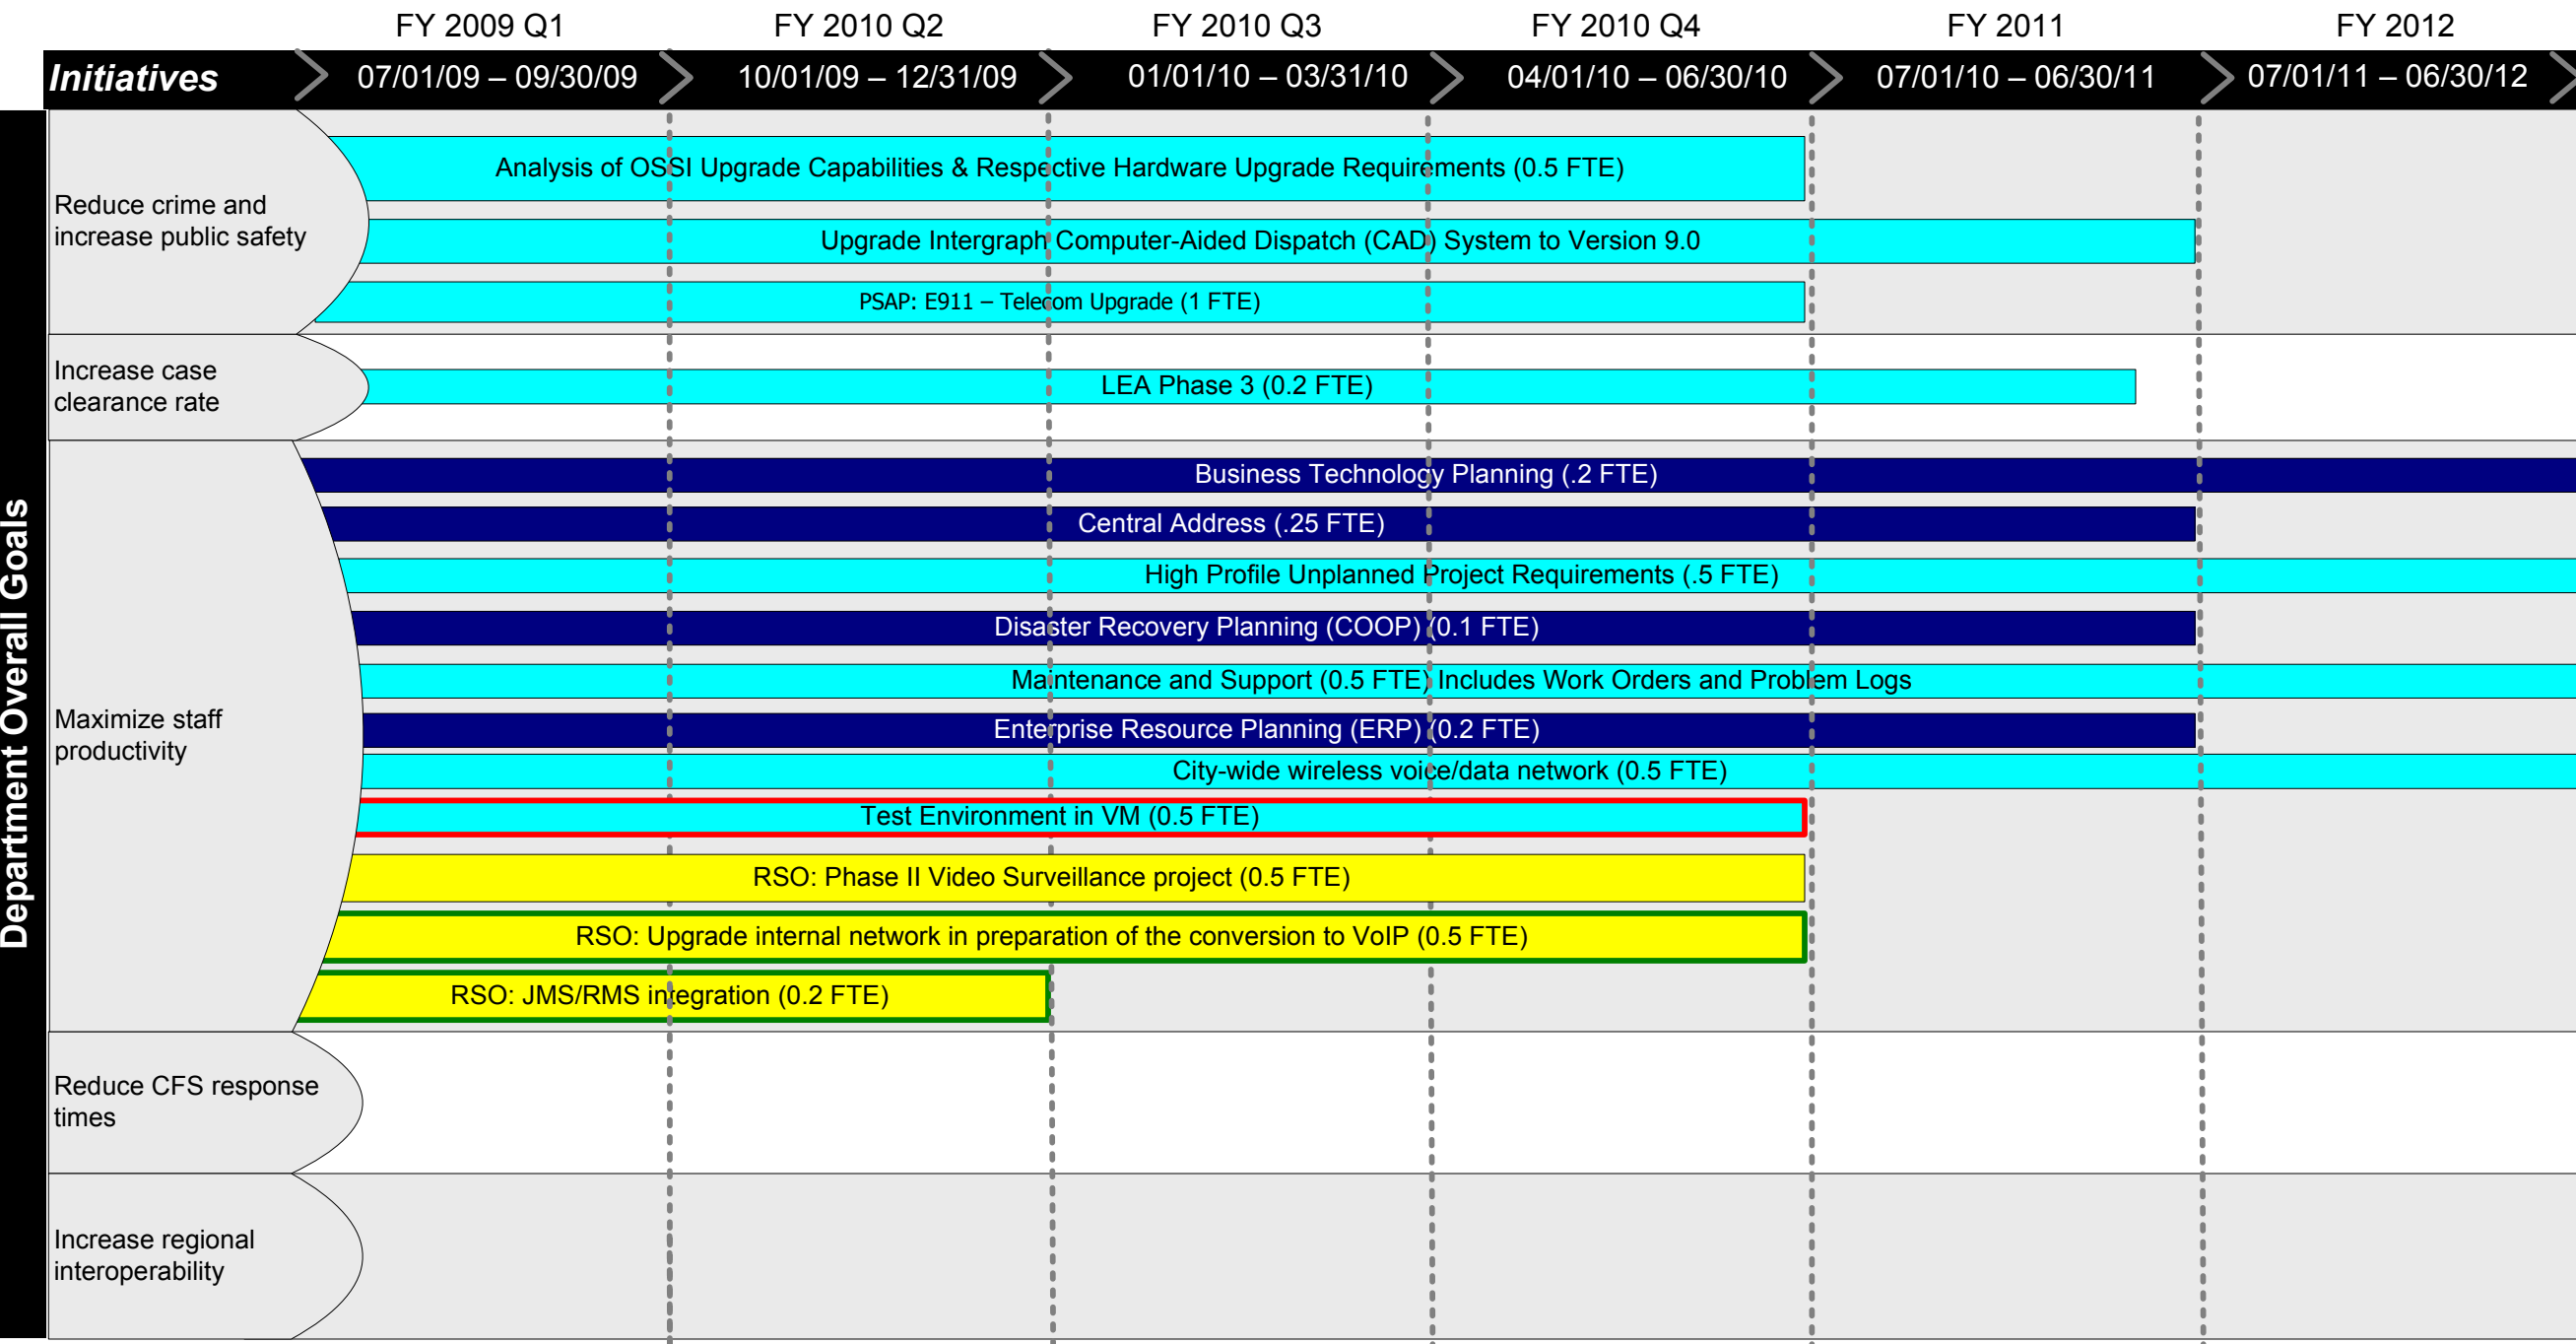 FY 2009 Q1 FY 2010 Q2 FY 2010 Q3 FY 2010 Q4 FY 2011 FY 2012
Initiatives 07/01/09 – 09/30/09 10/01/09 – 12/31/09 01/01/10 – 03/31/10 04/01/10 – 06/30/10 07/01/10 – 06/30/11 07/01/11 – 06/30/12
Department Overall Goals
Reduce crime and
increase public safety
Analysis of OSSI Upgrade Capabilities & Respective Hardware Upgrade Requirements (0.5 FTE)
Upgrade Intergraph Computer-Aided Dispatch (CAD) System to Version 9.0
PSAP: E911 – Telecom Upgrade (1 FTE)
Increase case
clearance rate
LEA Phase 3 (0.2 FTE)
Maximize staff
productivity
Business Technology Planning (.2 FTE)
Central Address (.25 FTE)
High Profile Unplanned Project Requirements (.5 FTE)
Disaster Recovery Planning (COOP) (0.1 FTE)
Maintenance and Support (0.5 FTE) Includes Work Orders and Problem Logs
Enterprise Resource Planning (ERP) (0.2 FTE)
City-wide wireless voice/data network (0.5 FTE)
Test Environment in VM (0.5 FTE)
RSO: Phase II Video Surveillance project (0.5 FTE)
RSO: Upgrade internal network in preparation of the conversion to VoIP (0.5 FTE)
RSO: JMS/RMS integration (0.2 FTE)
Reduce CFS response
times
Increase regional
interoperability